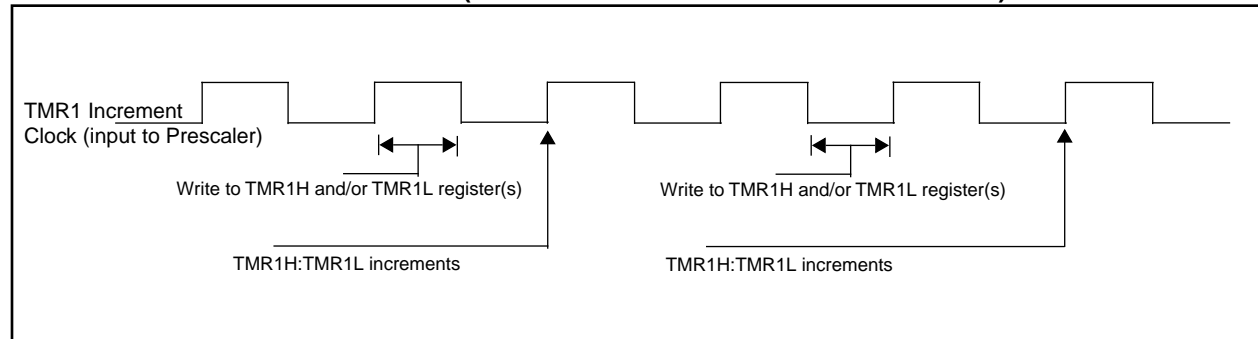 TMR1 Increment
Clock (input to Prescaler)
Write to TMR1H and/or TMR1L register(s)
Write to TMR1H and/or TMR1L register(s)
TMR1H:TMR1L increments
TMR1H:TMR1L increments